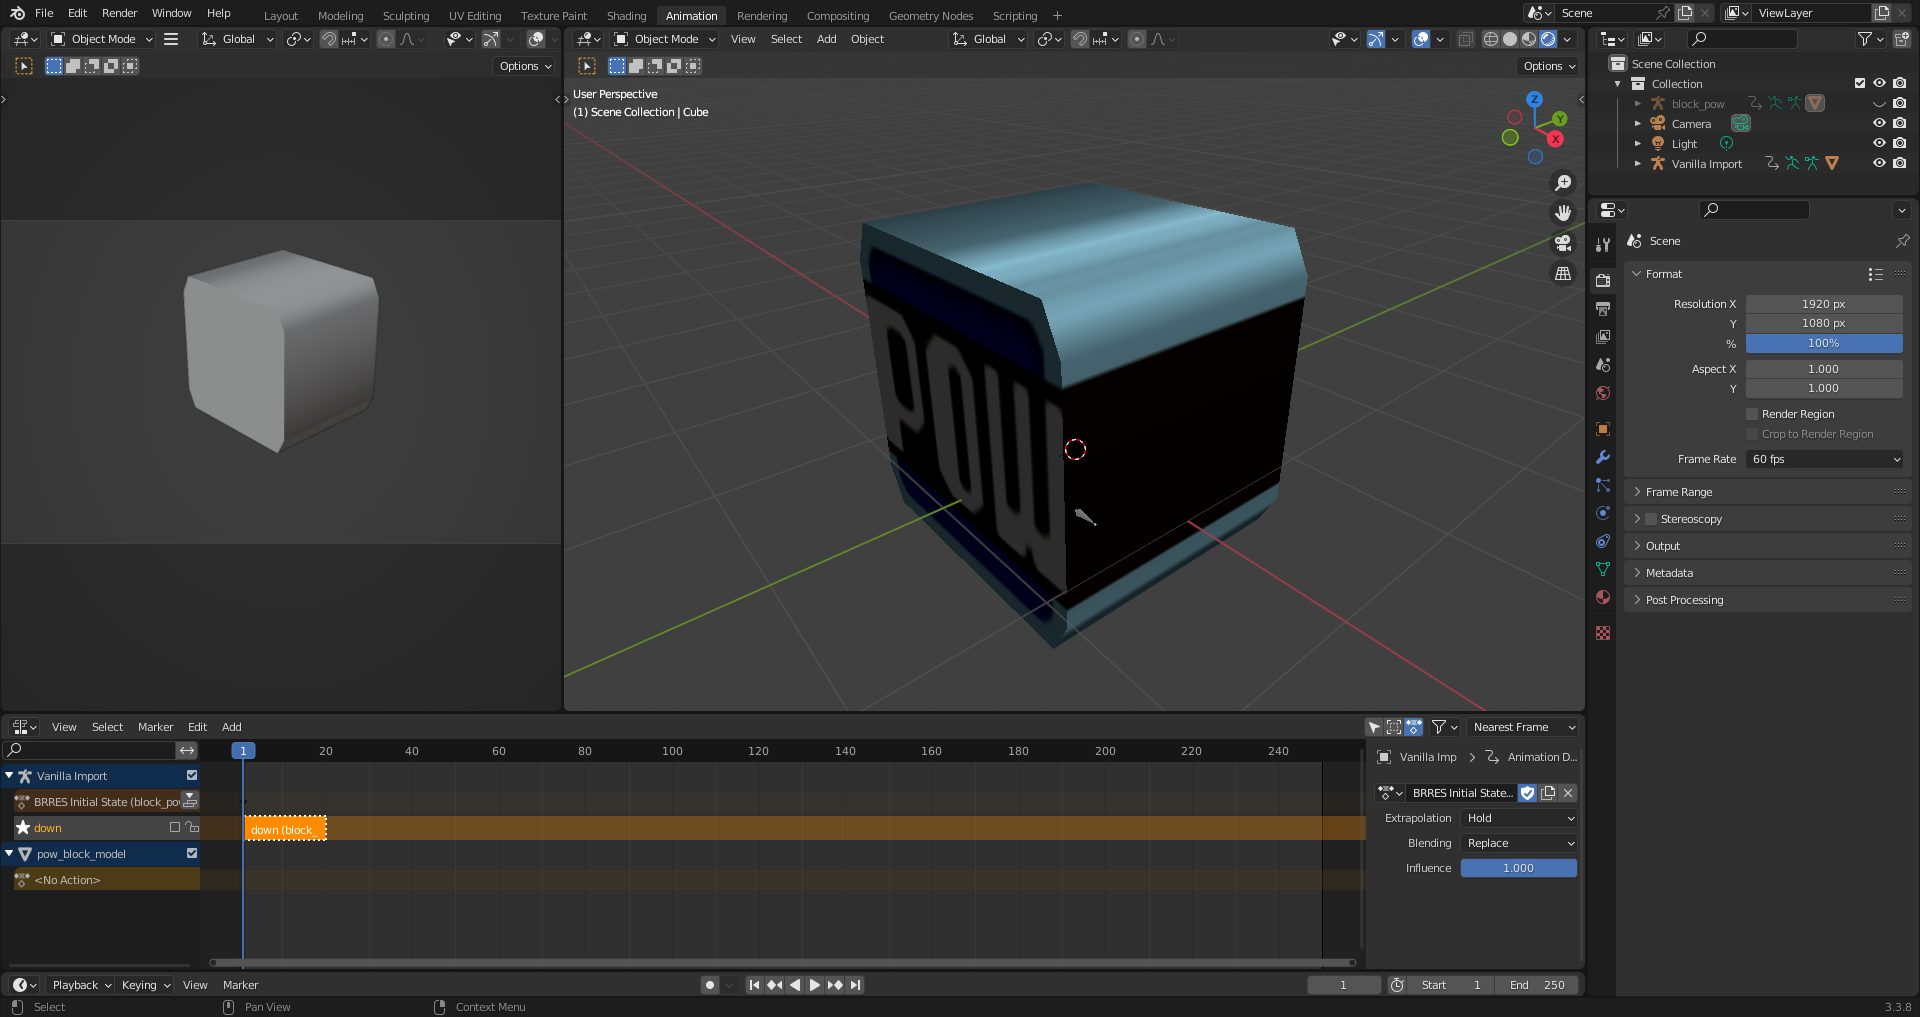 File Edit Render Window Help Layout Modeling Sculpting UV Editing Texture Paint Shading Animation Rendering Compositing Geometry Nodes Scripting + Scene ViewLayer
Object Mode Global Object Mode View Select Add Object Global
Options Options
User Perspective
(1) Scene Collection | Cube
Z
Y
X
POW
Scene Collection
Collection
block_pow
Camera
Light
Vanilla Import
Scene
Format
Resolution X 1920 px
Y 1080 px
% 100%
Aspect X 1.000
Y 1.000
Render Region
Crop to Render Region
Frame Rate 60 fps
Frame Range
Stereoscopy
Output
Metadata
Post Processing
View Select Marker Edit Add Nearest Frame
1 20 40 60 80 100 120 140 160 180 200 220 240
Vanilla Import
BRRES Initial State (block_po
down
down (block_
pow_block_model
<No Action>
Vanilla Imp Animation D...
BRRES Initial State...
Extrapolation Hold
Blending Replace
Influence 1.000
Playback Keying View Marker 1 Start 1 End 250
Select Pan View Context Menu 3.3.8